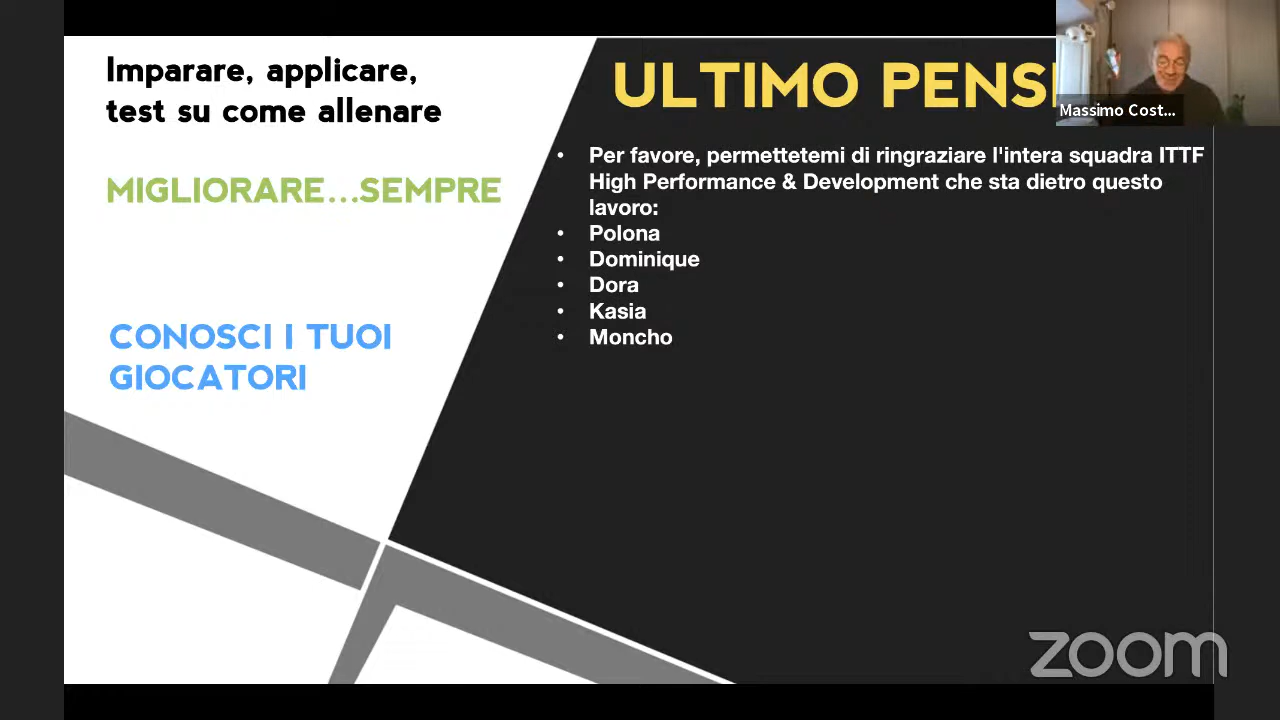 Imparare, applicare,
test su come allenare
MIGLIORARE...SEMPRE
CONOSCI I TUOI
GIOCATORI
ULTIMO PENS
Massimo Cost...
• Per favore, permettetemi di ringraziare l'intera squadra ITTF
High Performance & Development che sta dietro questo
lavoro:
• Polona
• Dominique
• Dora
• Kasia
• Moncho
zoom